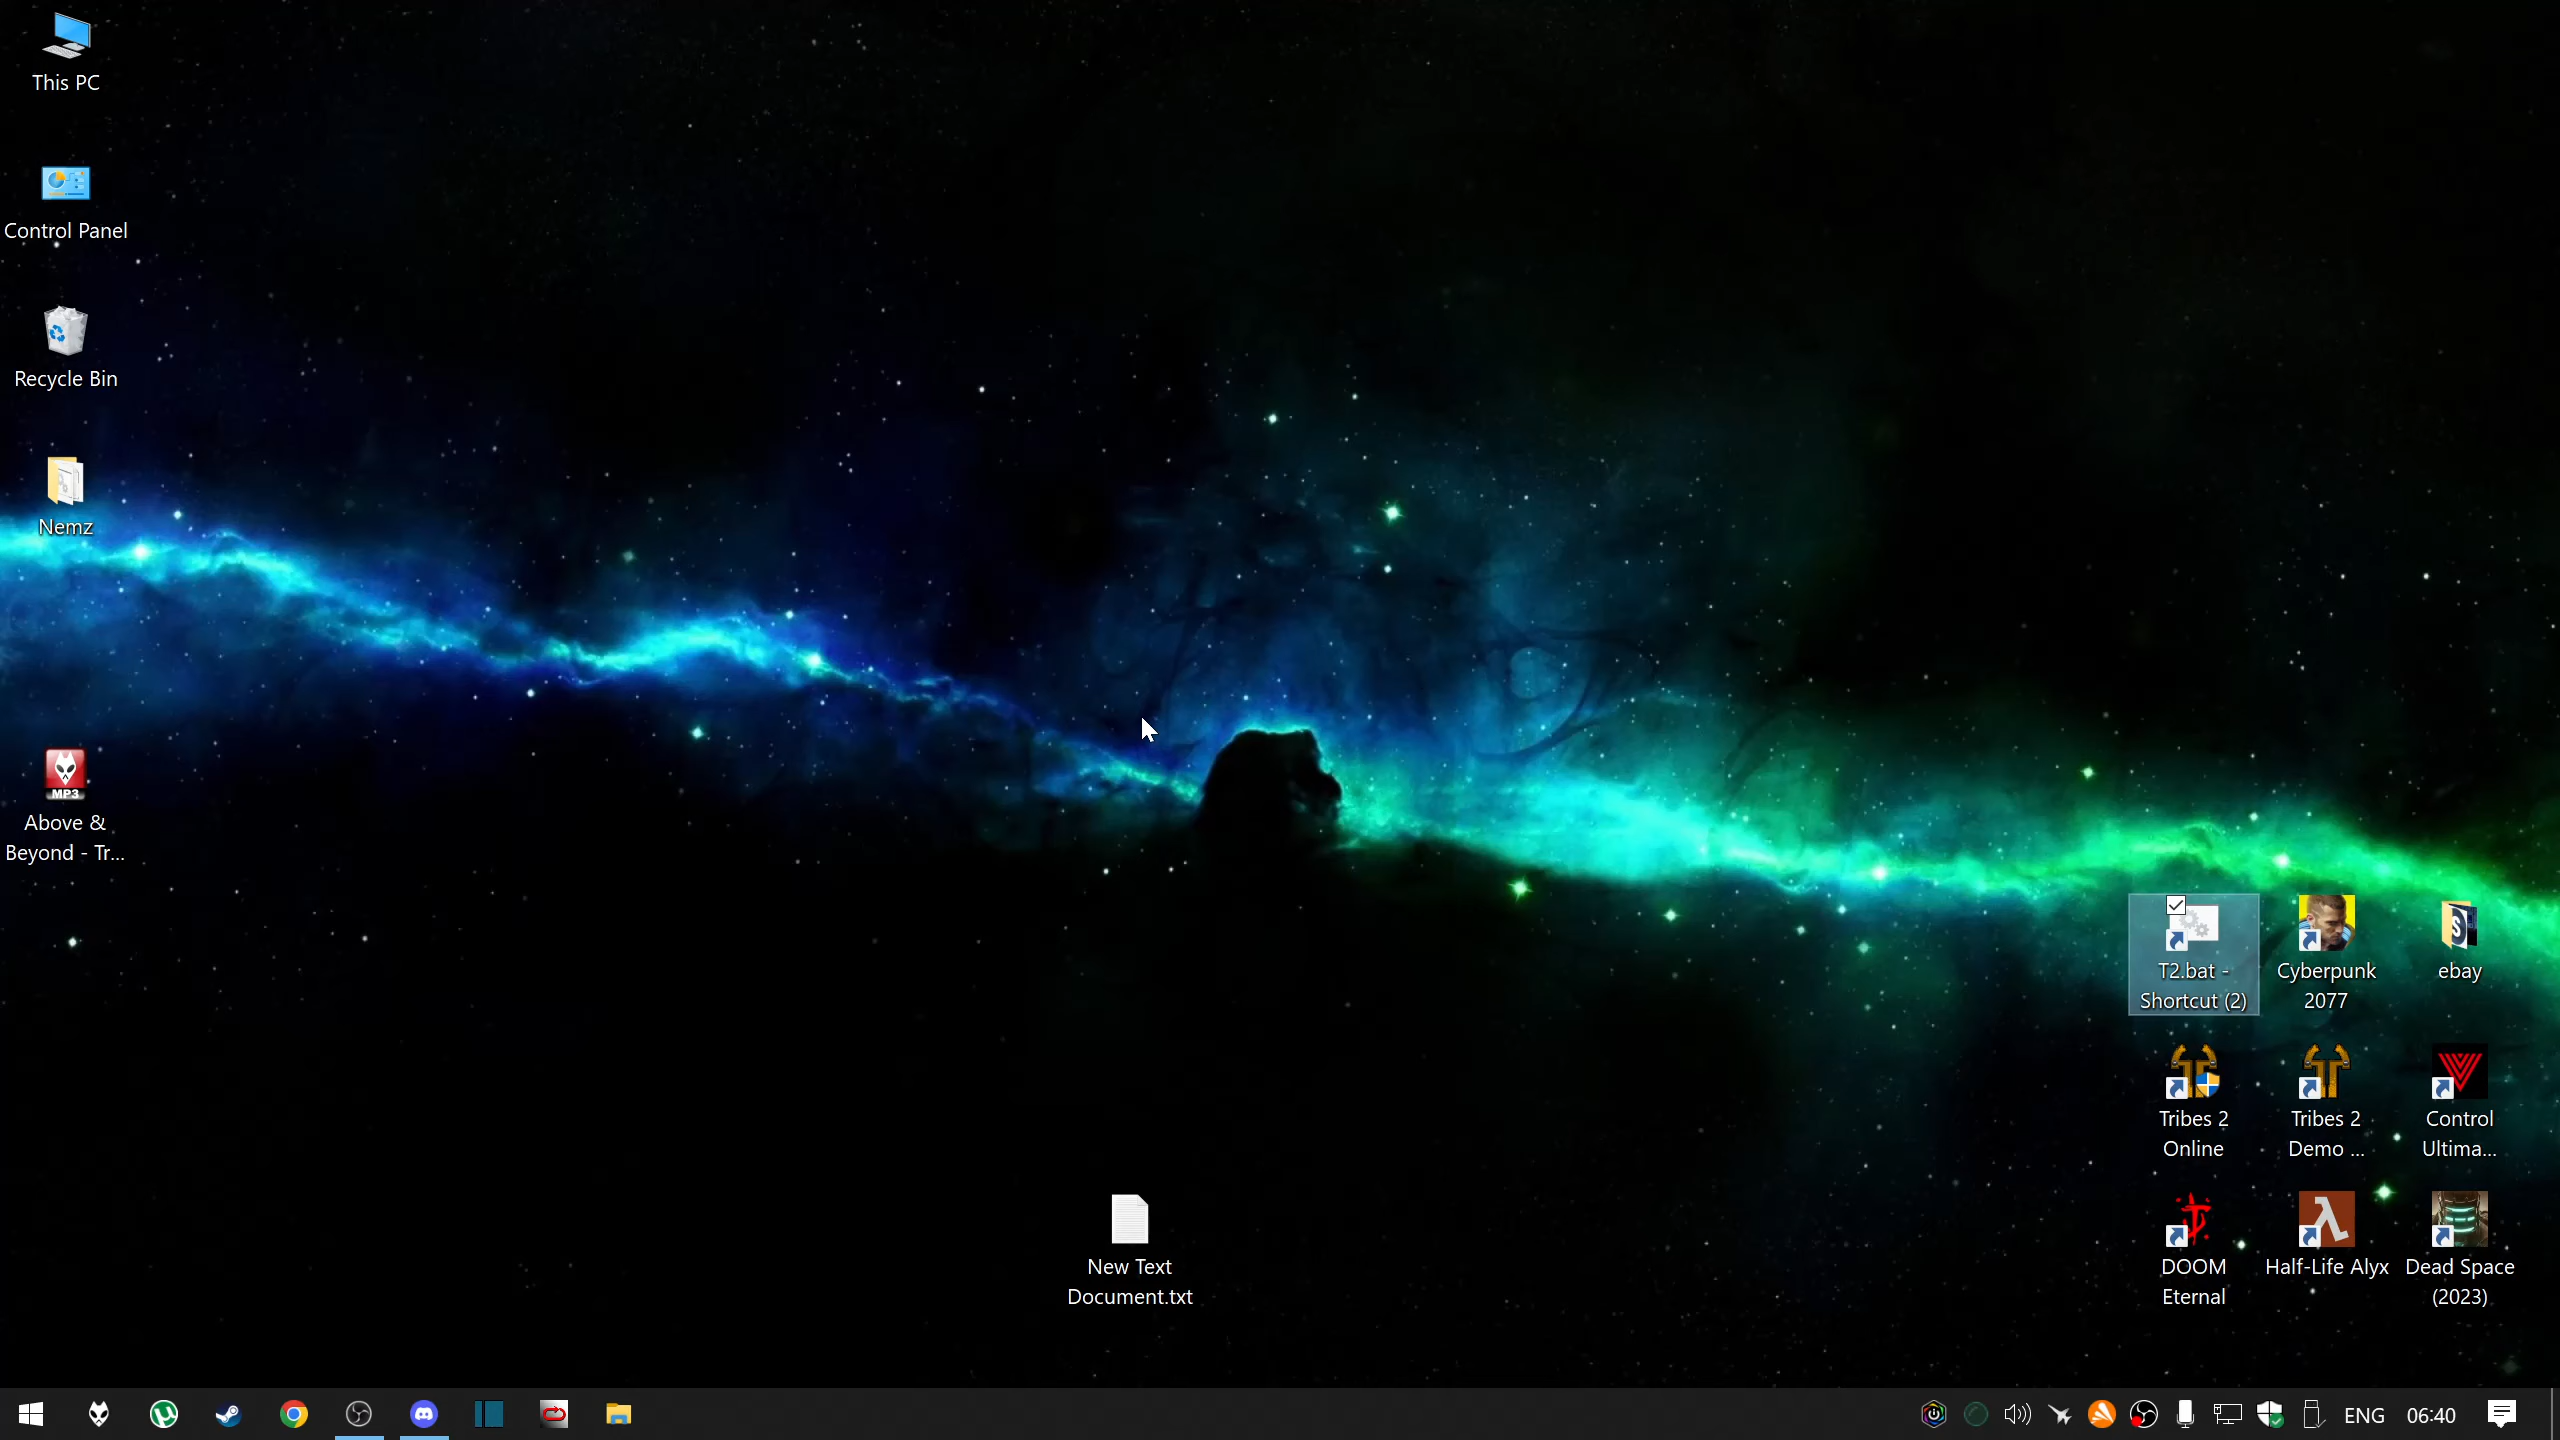 This PC
Control Panel
Recycle Bin
Nemz
MP3
Above &
Beyond - Tr...
T2.bat -
Shortcut (2)
Cyberpunk
2077
ebay
Tribes 2
Online
Tribes 2
Demo ...
Control
Ultima...
New Text
Document.txt
DOOM
Eternal
Half-Life Alyx
Dead Space
(2023)
ENG
06:40